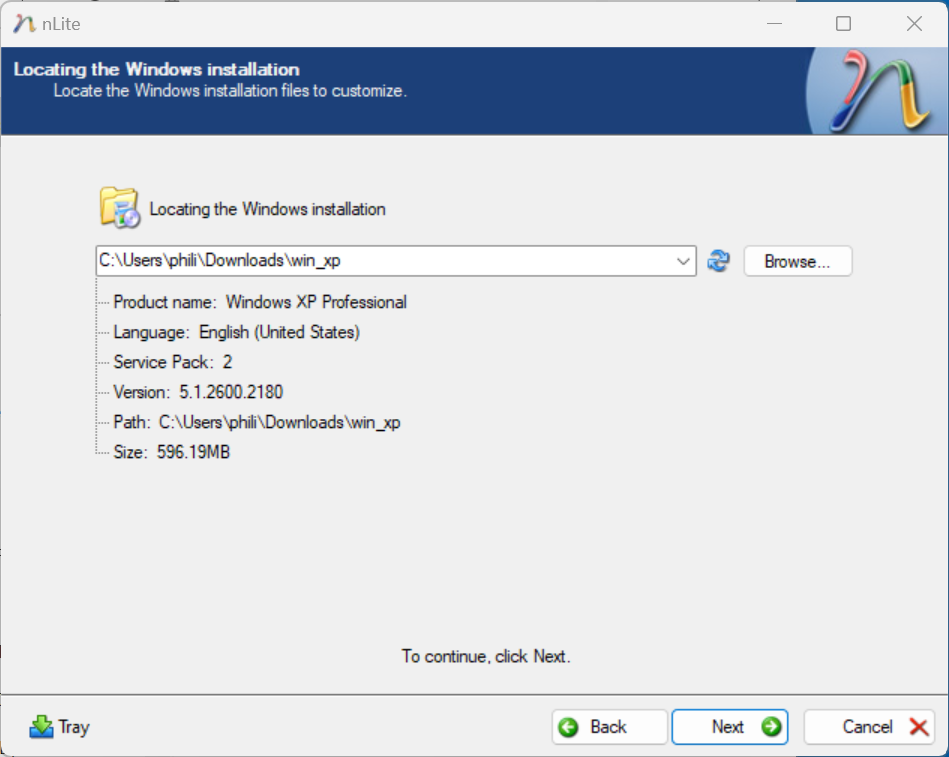 nLite
Locating the Windows installation
Locate the Windows installation files to customize.
Locating the Windows installation
C:\Users\phili\Downloads\win_xp
Browse...
Product name: Windows XP Professional
Language: English (United States)
Service Pack: 2
Version: 5.1.2600.2180
Path: C:\Users\phili\Downloads\win_xp
Size: 596.19MB
To continue, click Next.
Tray
Back
Next
Cancel